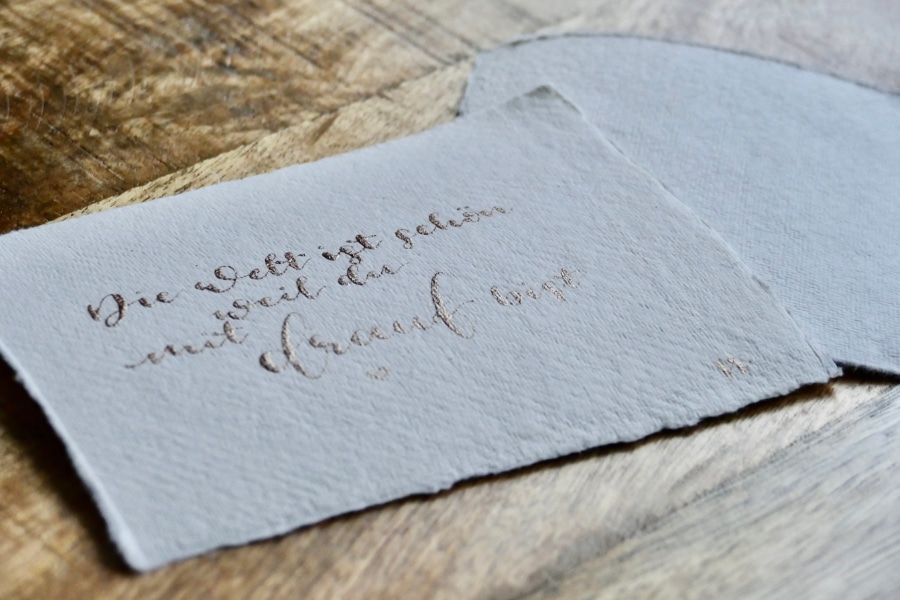 Die Welt ist schön
weil du
mit drauf bist